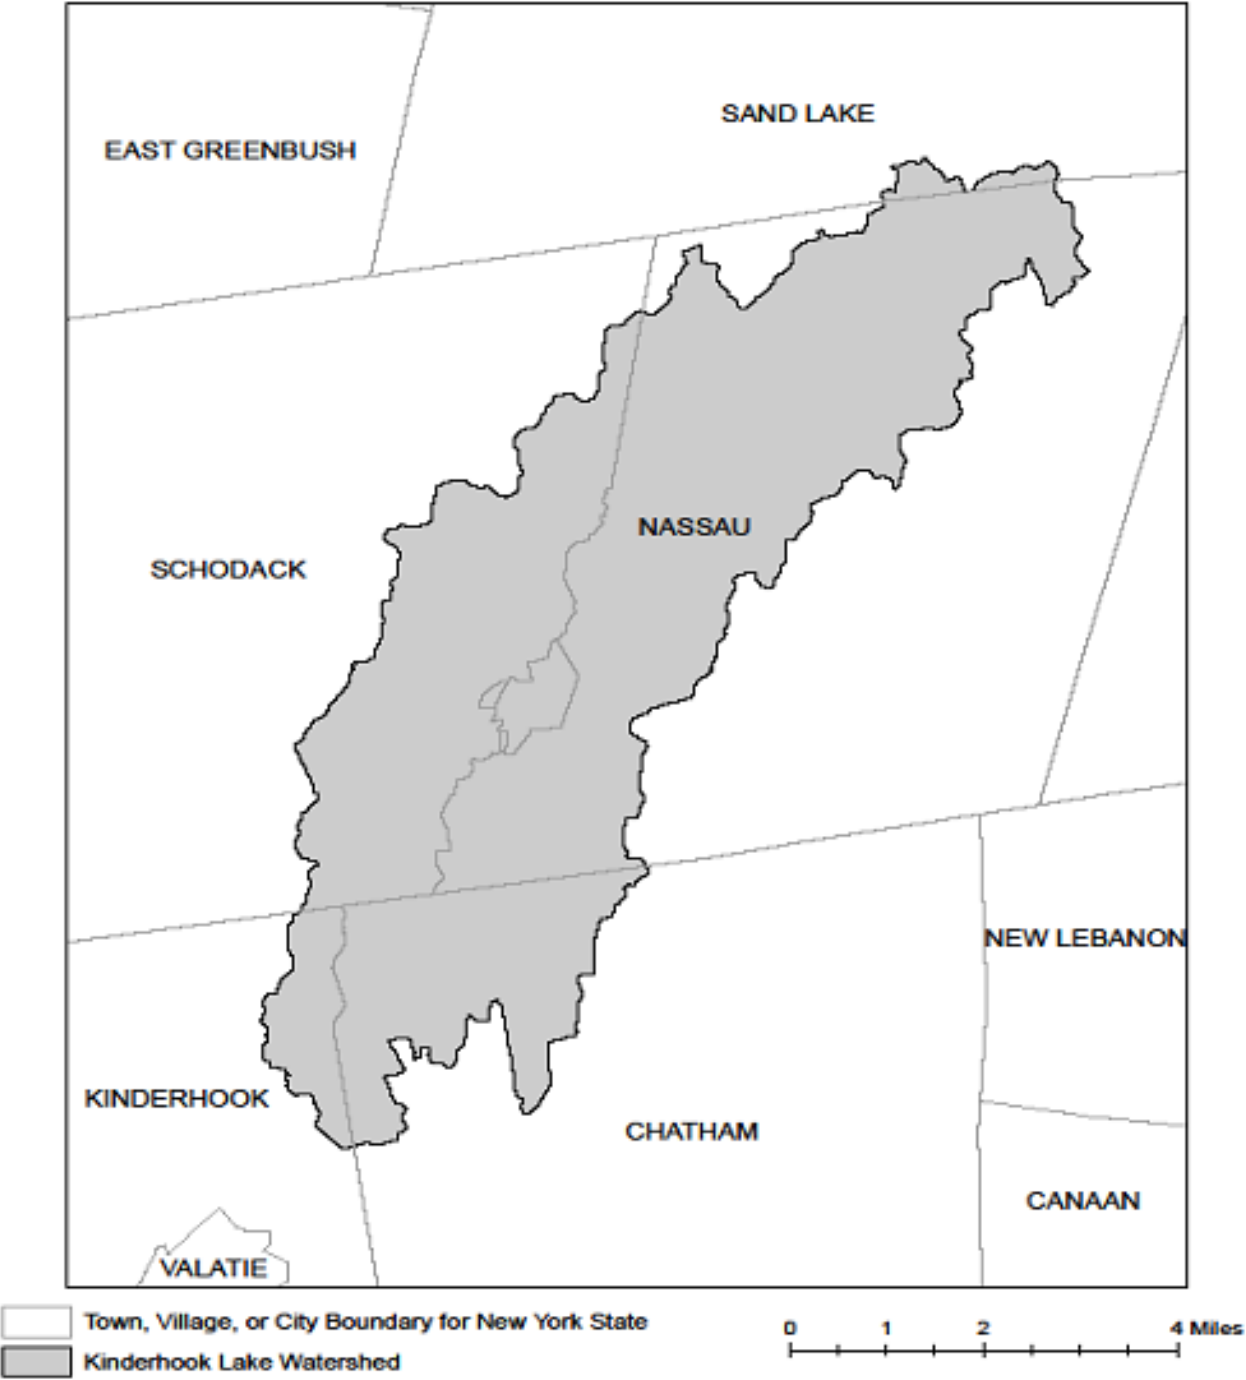 SAND LAKE
EAST GREENBUSH
NASSAU
SCHODACK
NEW LEBANON
KINDERHOOK
CHATHAM
CANAAN
VALATIE
Town, Village, or City Boundary for New York State
0 1 2 4 Miles
Kinderhook Lake Watershed